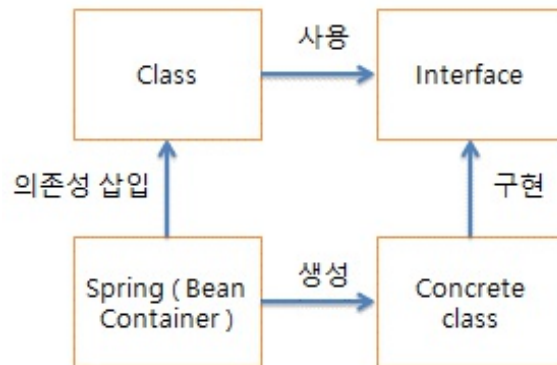 사용
Class
Interface
의존성 삽입
구현
생성
Spring ( Bean
Container )
Concrete
class